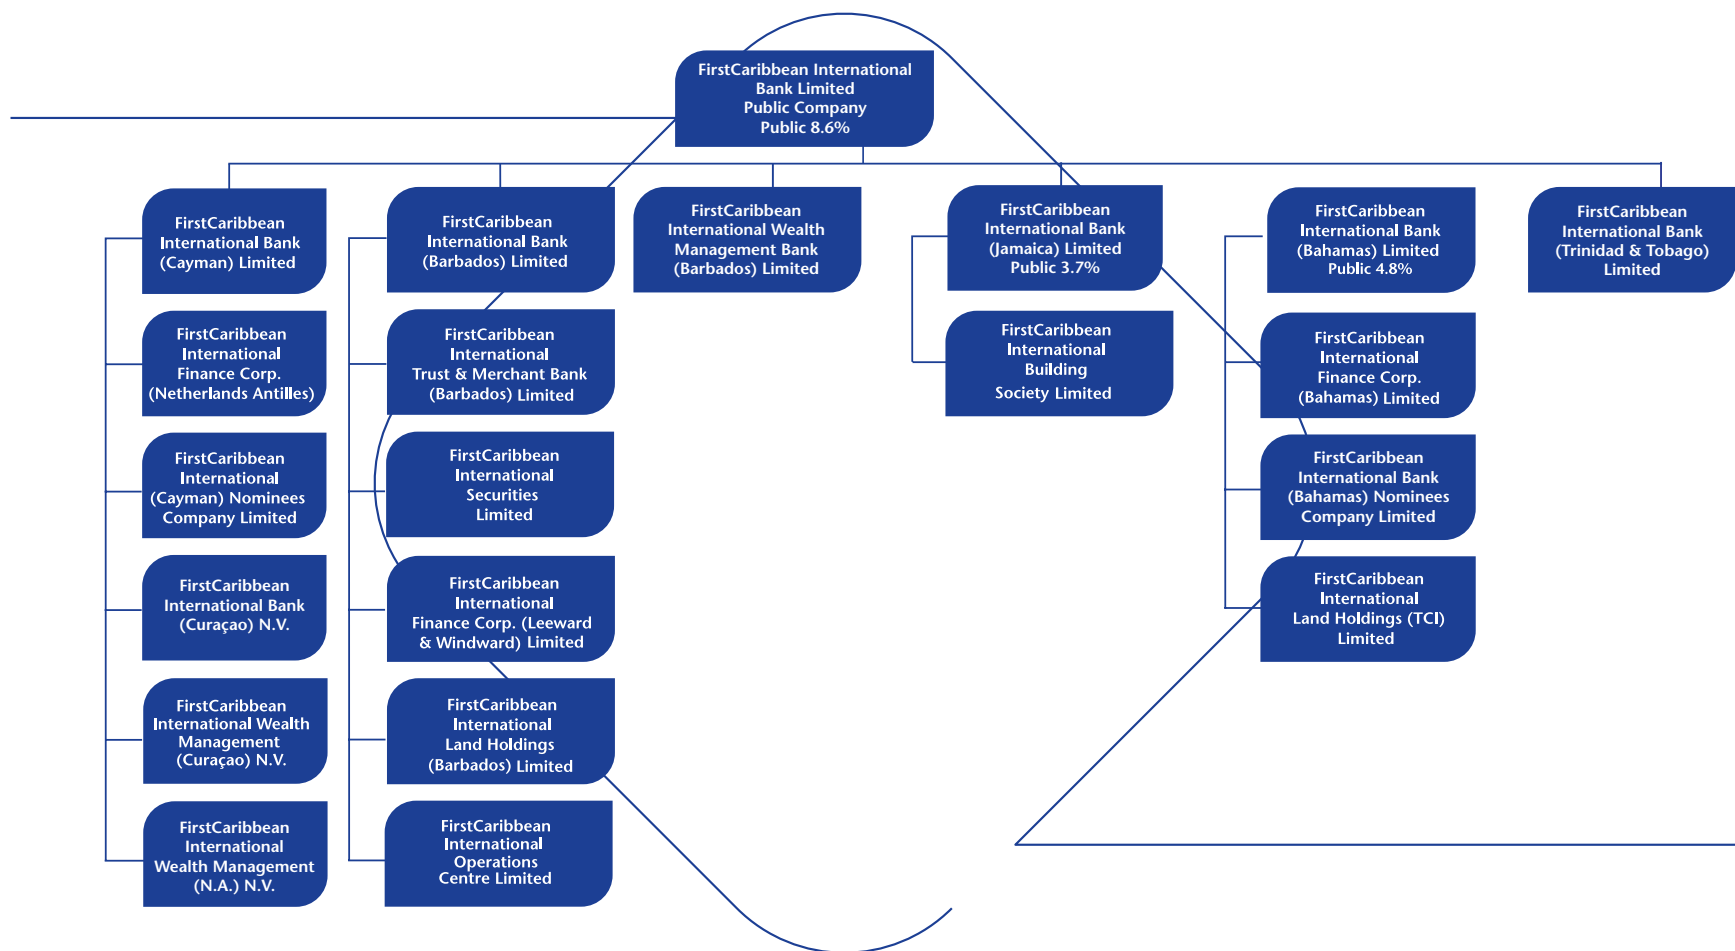 FirstCaribbean International
Bank Limited
Public Company
Public 8.6%
FirstCaribbean
International Bank
(Cayman) Limited
FirstCaribbean
International Bank
(Barbados) Limited
FirstCaribbean
International Wealth
Management Bank
(Barbados) Limited
FirstCaribbean
International Bank
(Jamaica) Limited
Public 3.7%
FirstCaribbean
International Bank
(Bahamas) Limited
Public 4.8%
FirstCaribbean
International Bank
(Trinidad & Tobago)
Limited
FirstCaribbean
International
Finance Corp.
(Netherlands Antilles)
FirstCaribbean
International
Trust & Merchant Bank
(Barbados) Limited
FirstCaribbean
International
Building
Society Limited
FirstCaribbean
International
Finance Corp.
(Bahamas) Limited
FirstCaribbean
International
(Cayman) Nominees
Company Limited
FirstCaribbean
International
Securities
Limited
FirstCaribbean
International Bank
(Bahamas) Nominees
Company Limited
FirstCaribbean
International Bank
(Curaçao) N.V.
FirstCaribbean
International
Finance Corp. (Leeward
& Windward) Limited
FirstCaribbean
International
Land Holdings (TCI)
Limited
FirstCaribbean
International Wealth
Management
(Curaçao) N.V.
FirstCaribbean
International
Land Holdings
(Barbados) Limited
FirstCaribbean
International
Wealth Management
(N.A.) N.V.
FirstCaribbean
International
Operations
Centre Limited